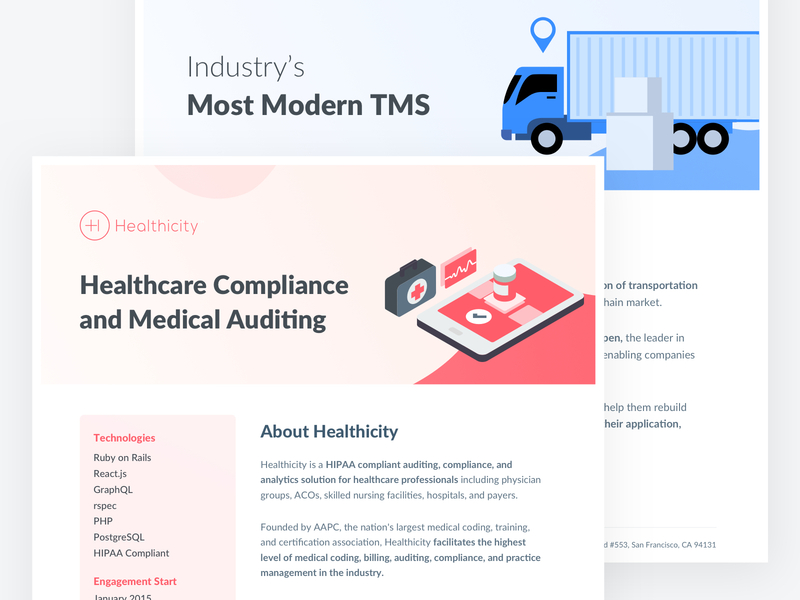 Industry’s
Most Modern TMS
on of transportation
hain market.
pen, the leader in
enabling companies
help them rebuild
heir application,
d #553, San Francisco, CA 94131
H Healthicity
Healthcare Compliance
and Medical Auditing
Technologies
Ruby on Rails
React.js
GraphQL
rspec
PHP
PostgreSQL
HIPAA Compliant
Engagement Start
January 2015
About Healthicity
Healthicity is a HIPAA compliant auditing, compliance, and
analytics solution for healthcare professionals including physician
groups, ACOs, skilled nursing facilities, hospitals, and payers.
Founded by AAPC, the nation's largest medical coding, training,
and certification association, Healthicity facilitates the highest
level of medical coding, billing, auditing, compliance, and practice
management in the industry.